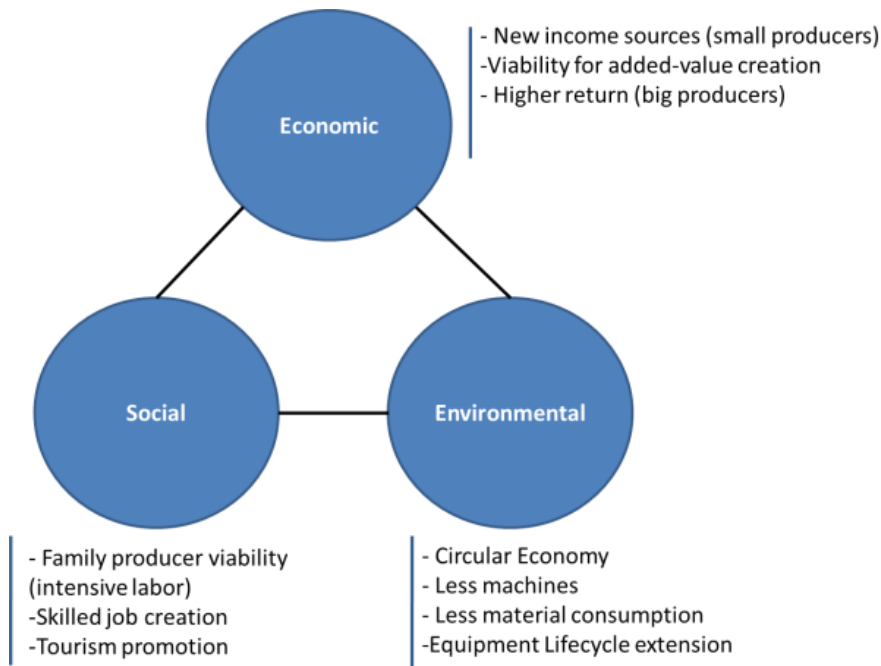 - New income sources (small producers)
-Viability for added-value creation
- Higher return (big producers)
Economic
Social
Environmental
- Family producer viability
(intensive labor)
-Skilled job creation
-Tourism promotion
- Circular Economy
- Less machines
- Less material consumption
-Equipment Lifecycle extension